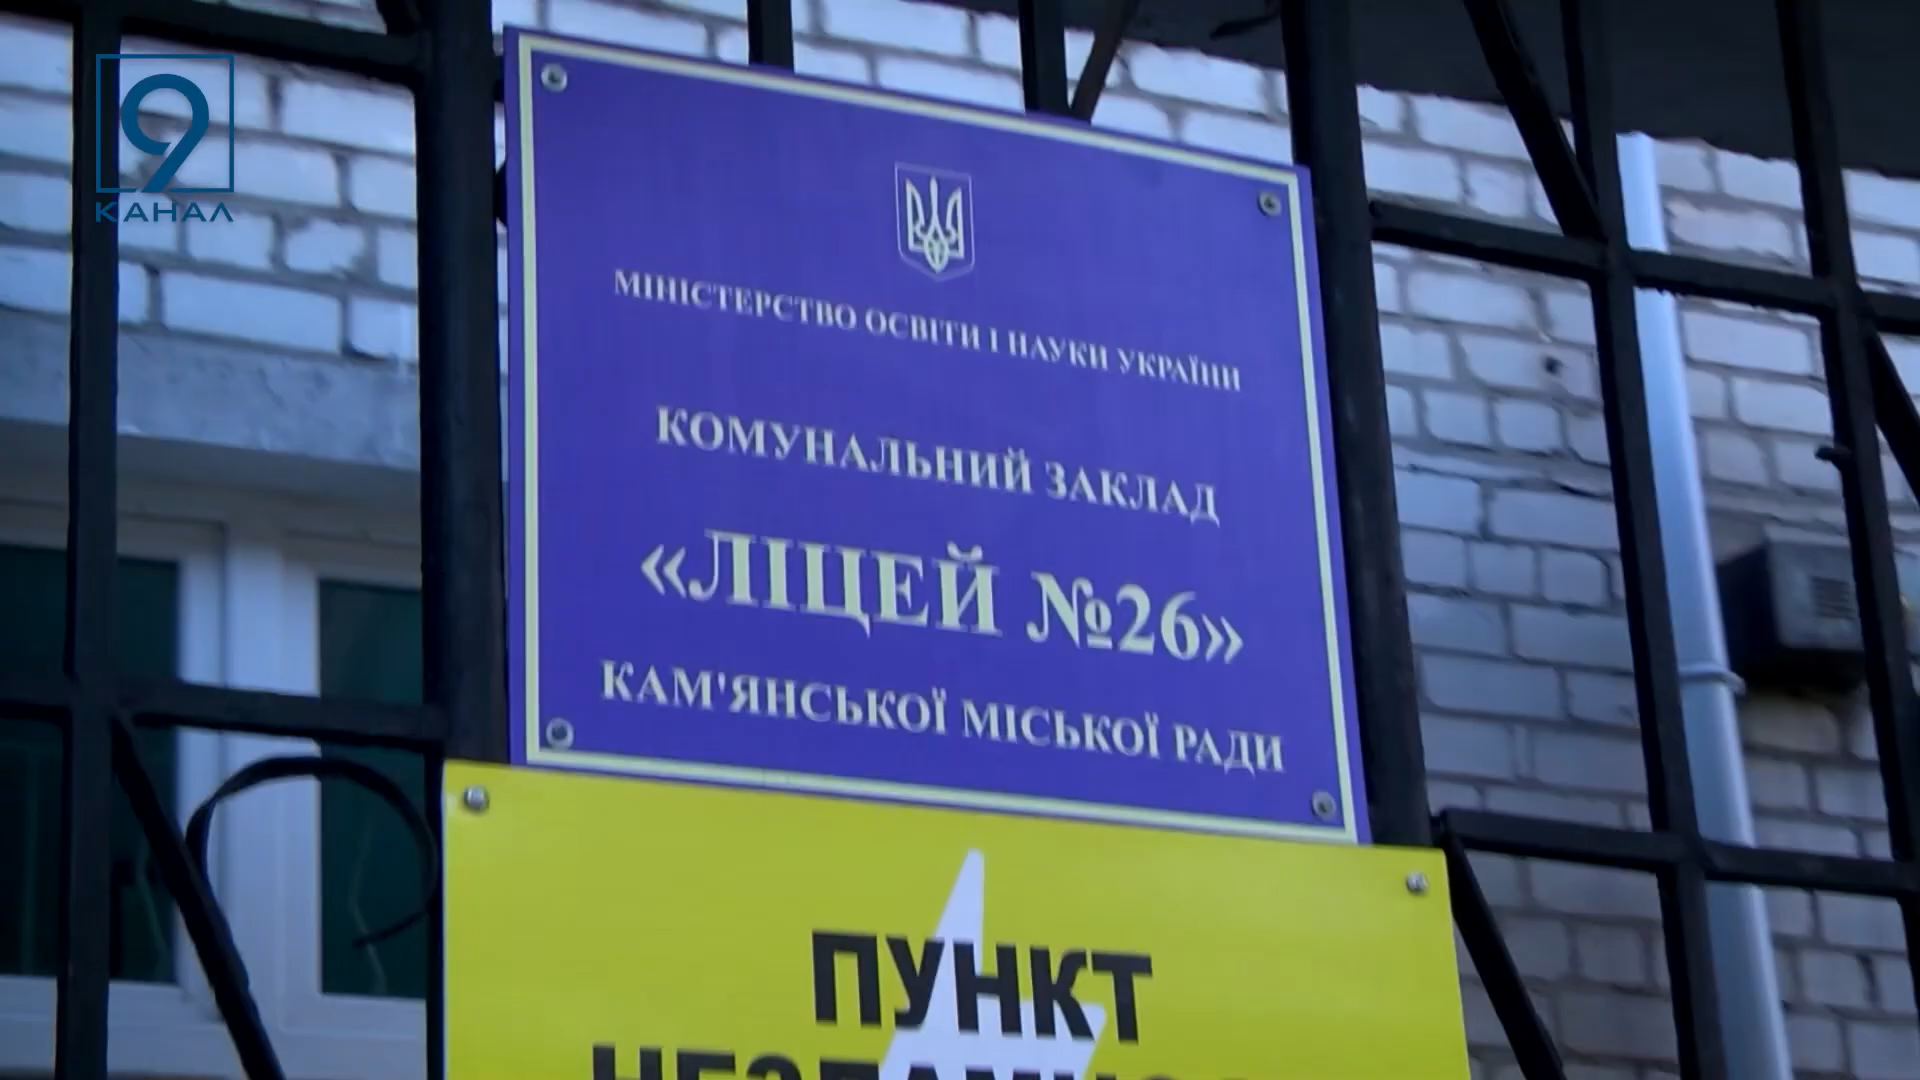 9
КАНАЛ
МІНІСТЕРСТВО ОСВІТИ І НАУКИ УКРАЇНИ
КОМУНАЛЬНИЙ ЗАКЛАД
«ЛІЦЕЙ №26»
КАМ'ЯНСЬКОЇ МІСЬКОЇ РАДИ
ПУНКТ